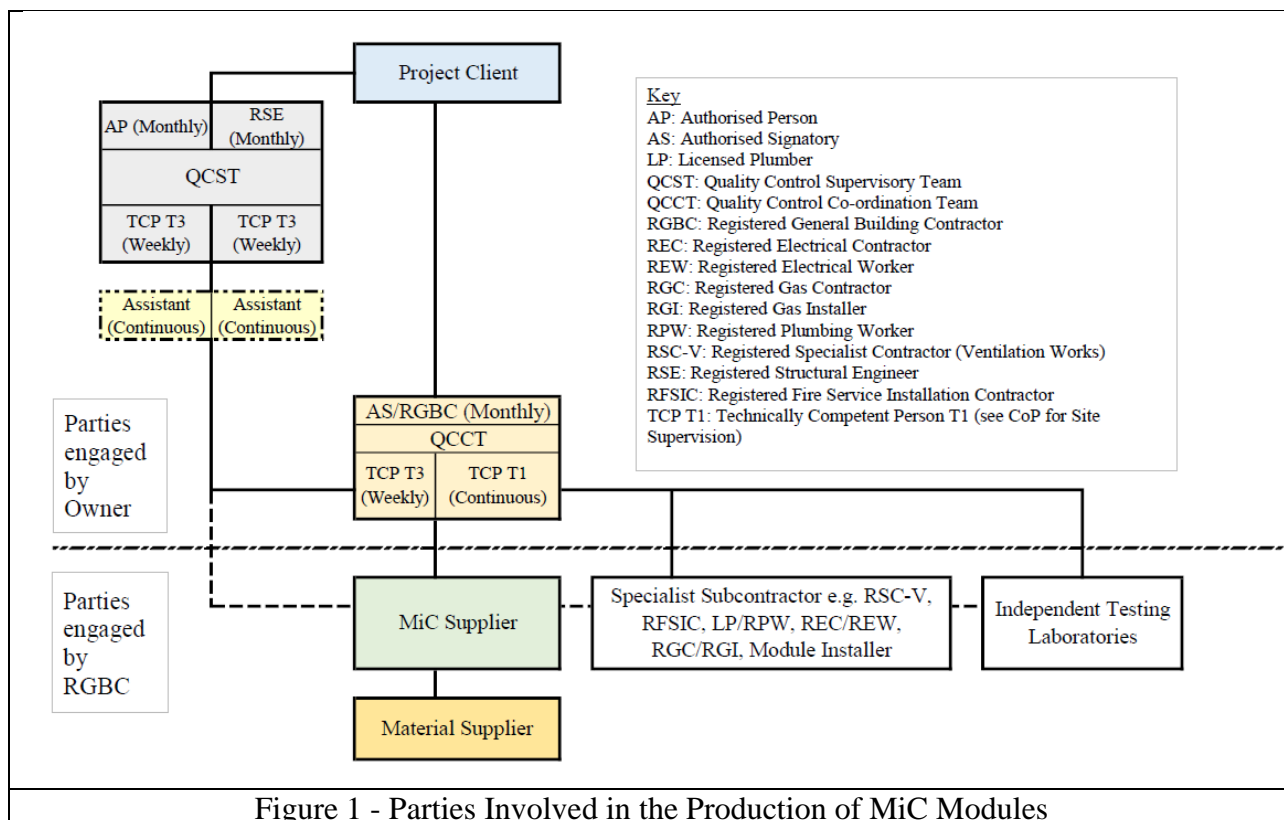 Project Client
AP (Monthly)
RSE
(Monthly)
QCST
TCP T3
(Weekly)
TCP T3
(Weekly)
Assistant
(Continuous)
Assistant
(Continuous)
Key
AP: Authorised Person
AS: Authorised Signatory
LP: Licensed Plumber
QCST: Quality Control Supervisory Team
QCCT: Quality Control Co-ordination Team
RGBC: Registered General Building Contractor
REC: Registered Electrical Contractor
REW: Registered Electrical Worker
RGC: Registered Gas Contractor
RGI: Registered Gas Installer
RPW: Registered Plumbing Worker
RSC-V: Registered Specialist Contractor (Ventilation Works)
RSE: Registered Structural Engineer
RFSIC: Registered Fire Service Installation Contractor
TCP T1: Technically Competent Person T1 (see CoP for Site
Supervision)
Parties
engaged
by
Owner
AS/RGBC (Monthly)
QCCT
TCP T3
(Weekly)
TCP T1
(Continuous)
Parties
engaged
by
RGBC
MiC Supplier
Specialist Subcontractor e.g. RSC-V,
RFSIC, LP/RPW, REC/REW,
RGC/RGI, Module Installer
Independent Testing
Laboratories
Material Supplier
Figure 1 - Parties Involved in the Production of MiC Modules